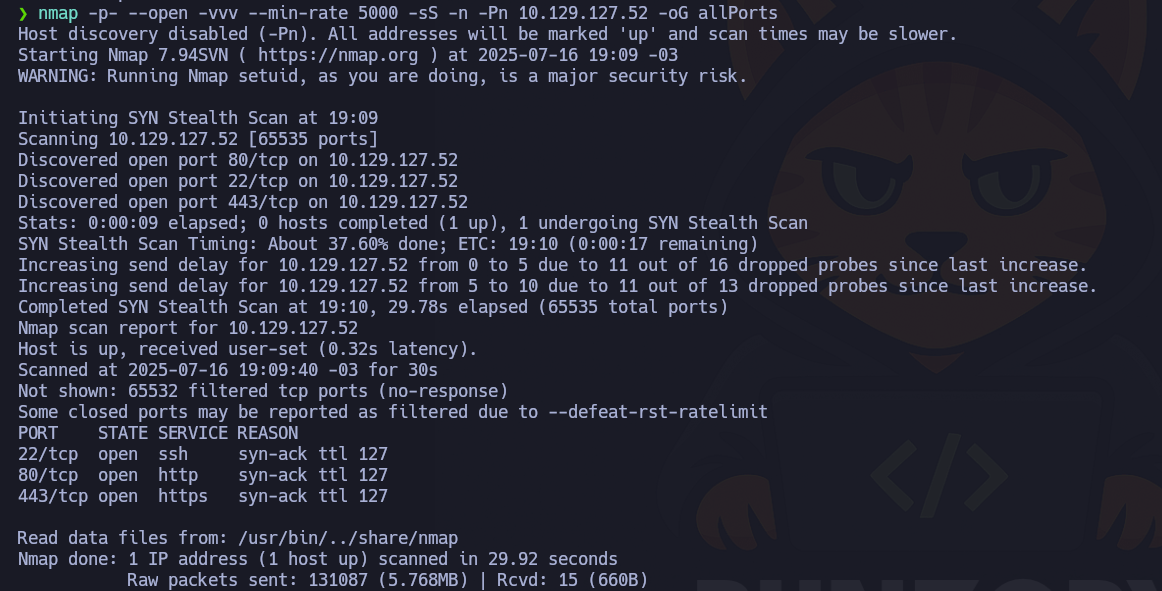 ❯ nmap -p- --open -vvv --min-rate 5000 -sS -n -Pn 10.129.127.52 -oG allPorts
Host discovery disabled (-Pn). All addresses will be marked 'up' and scan times may be slower.
Starting Nmap 7.94SVN ( https://nmap.org ) at 2025-07-16 19:09 -03
WARNING: Running Nmap setuid, as you are doing, is a major security risk.

Initiating SYN Stealth Scan at 19:09
Scanning 10.129.127.52 [65535 ports]
Discovered open port 80/tcp on 10.129.127.52
Discovered open port 22/tcp on 10.129.127.52
Discovered open port 443/tcp on 10.129.127.52
Stats: 0:00:09 elapsed; 0 hosts completed (1 up), 1 undergoing SYN Stealth Scan
SYN Stealth Scan Timing: About 37.60% done; ETC: 19:10 (0:00:17 remaining)
Increasing send delay for 10.129.127.52 from 0 to 5 due to 11 out of 16 dropped probes since last increase.
Increasing send delay for 10.129.127.52 from 5 to 10 due to 11 out of 13 dropped probes since last increase.
Completed SYN Stealth Scan at 19:10, 29.78s elapsed (65535 total ports)
Nmap scan report for 10.129.127.52
Host is up, received user-set (0.32s latency).
Scanned at 2025-07-16 19:09:40 -03 for 30s
Not shown: 65532 filtered tcp ports (no-response)
Some closed ports may be reported as filtered due to --defeat-rst-ratelimit
PORT    STATE SERVICE REASON
22/tcp  open  ssh     syn-ack ttl 127
80/tcp  open  http    syn-ack ttl 127
443/tcp open  https   syn-ack ttl 127

Read data files from: /usr/bin/../share/nmap
Nmap done: 1 IP address (1 host up) scanned in 29.92 seconds
           Raw packets sent: 131087 (5.768MB) | Rcvd: 15 (660B)